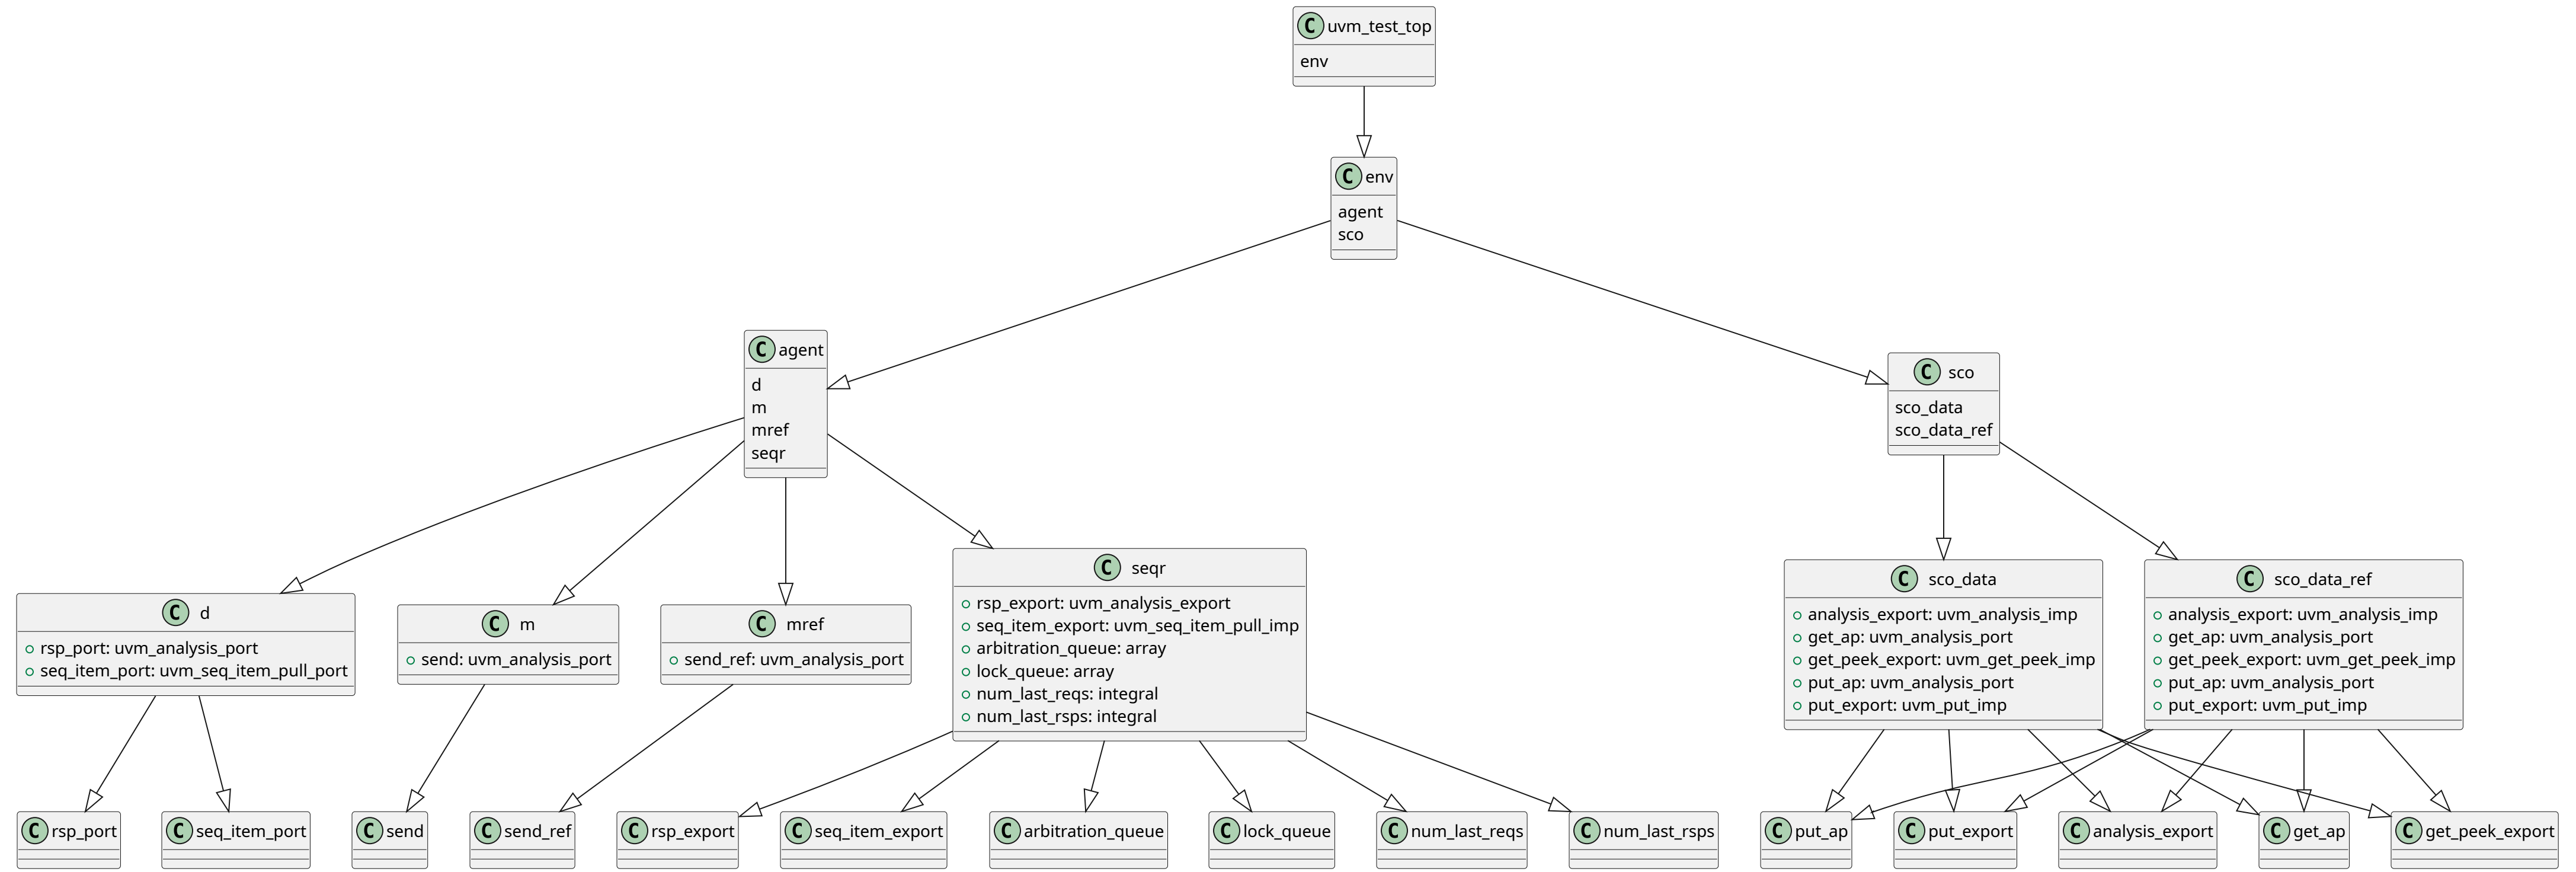 C uvm_test_top
env
C env
agent
sco
C agent
d
m
mref
seqr
C sco
sco_data
sco_data_ref
C d
rsp_port: uvm_analysis_port
seq_item_port: uvm_seq_item_pull_port
C m
send: uvm_analysis_port
C mref
send_ref: uvm_analysis_port
C seqr
rsp_export: uvm_analysis_export
seq_item_export: uvm_seq_item_pull_imp
arbitration_queue: array
lock_queue: array
num_last_reqs: integral
num_last_rsps: integral
C sco_data
analysis_export: uvm_analysis_imp
get_ap: uvm_analysis_port
get_peek_export: uvm_get_peek_imp
put_ap: uvm_analysis_port
put_export: uvm_put_imp
C sco_data_ref
analysis_export: uvm_analysis_imp
get_ap: uvm_analysis_port
get_peek_export: uvm_get_peek_imp
put_ap: uvm_analysis_port
put_export: uvm_put_imp
C rsp_port
C seq_item_port
C send
C send_ref
C rsp_export
C seq_item_export
C arbitration_queue
C lock_queue
C num_last_reqs
C num_last_rsps
C put_ap
C put_export
C analysis_export
C get_ap
C get_peek_export